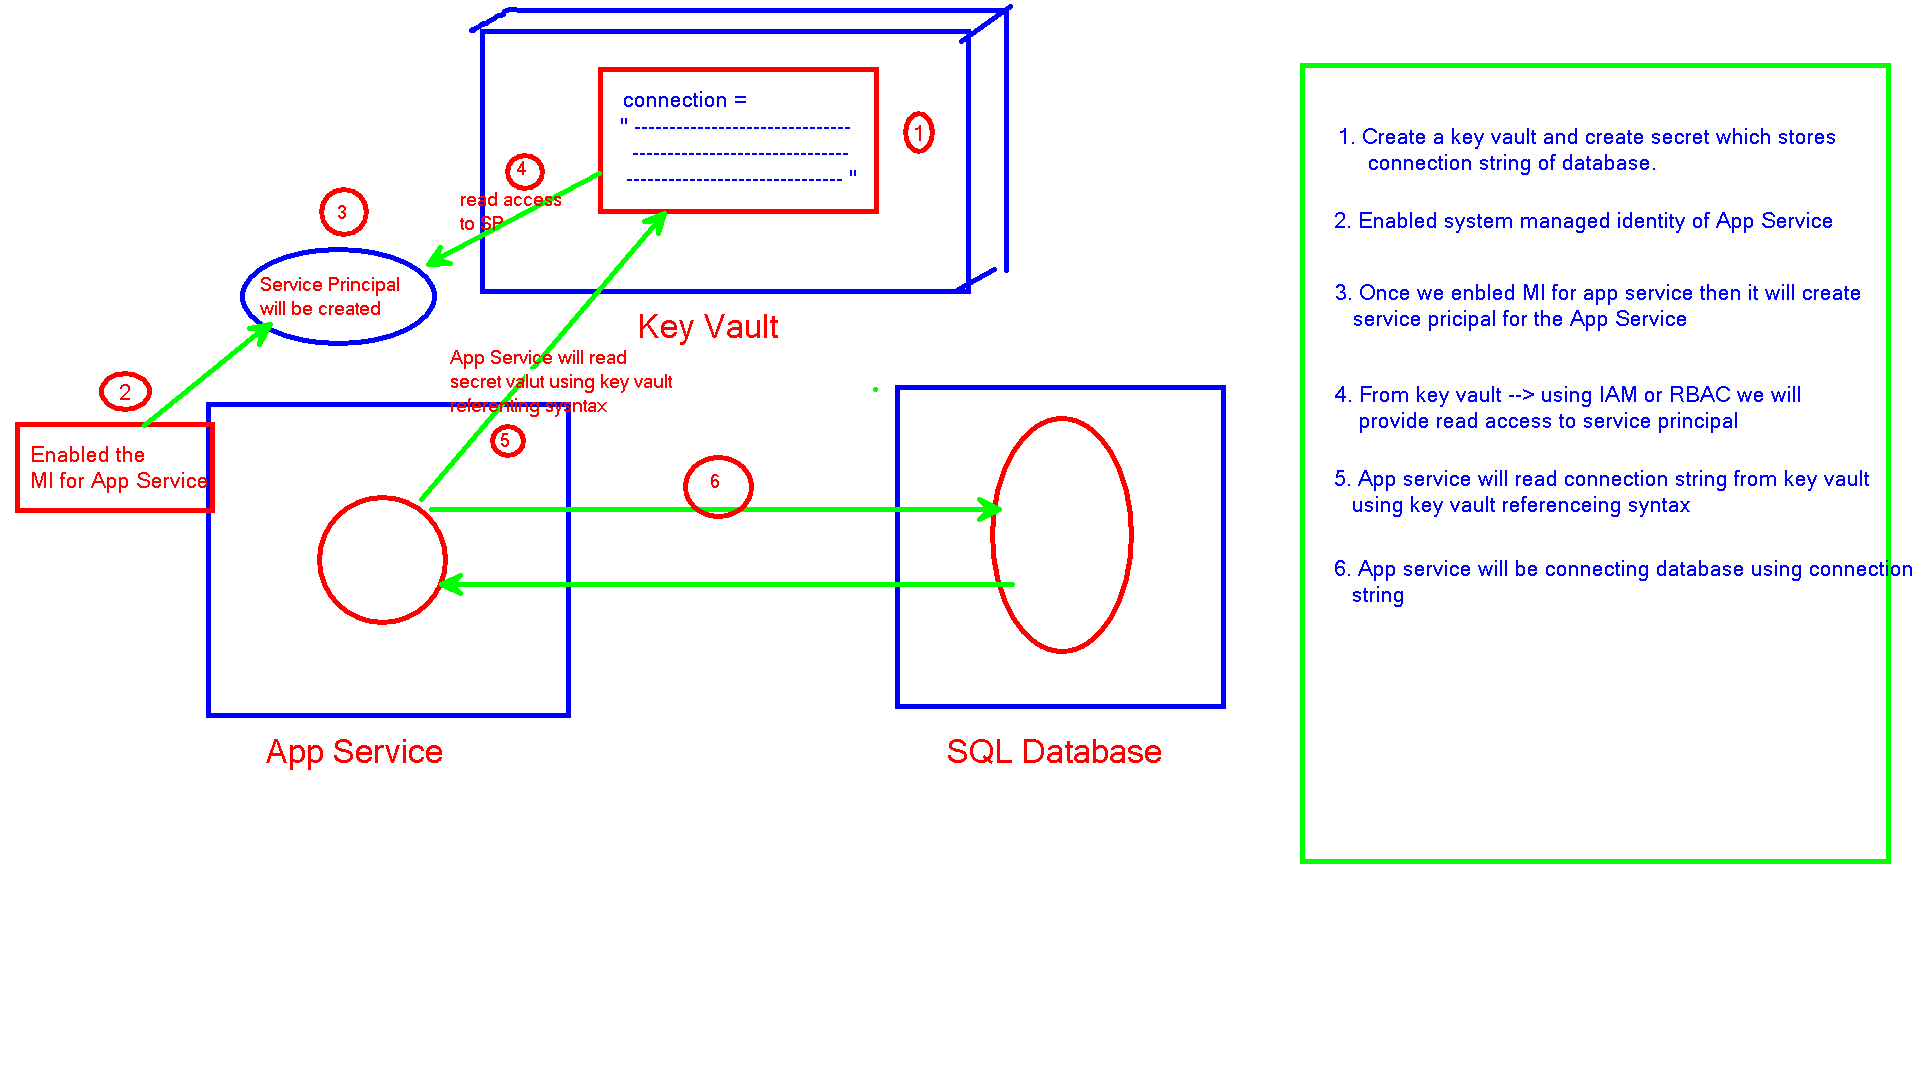 connection =
" -------------------------------
-------------------------------
------------------------------- "
1
4
read access
to SP
3
Service Principal
will be created
Key Vault
App Service will read
secret valut using key vault
referenting sysntax
2
5
Enabled the
MI for App Service
6
App Service
SQL Database
1. Create a key vault and create secret which stores
connection string of database.
2. Enabled system managed identity of App Service
3. Once we enbled MI for app service then it will create
service pricipal for the App Service
4. From key vault --> using IAM or RBAC we will
provide read access to service principal
5. App service will read connection string from key vault
using key vault referenceing syntax
6. App service will be connecting database using connection
string